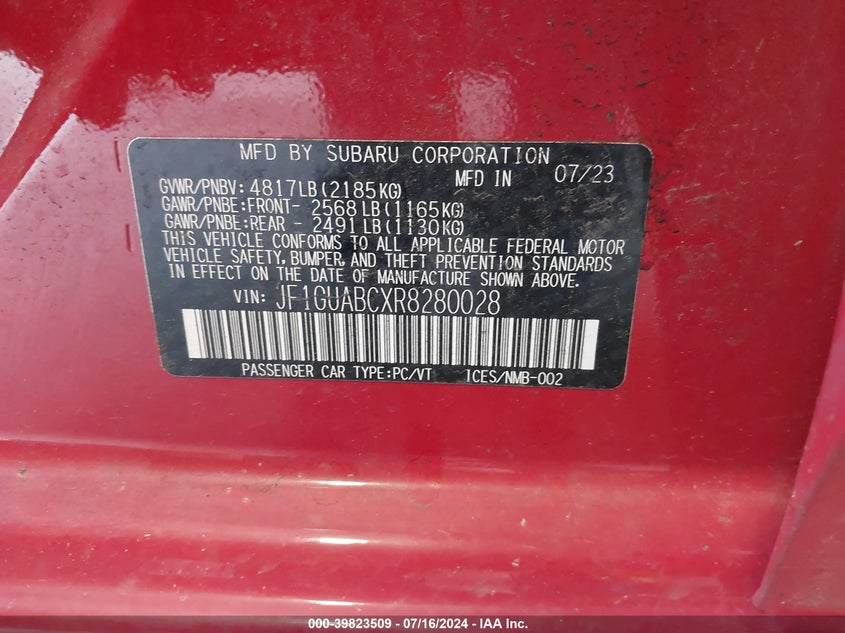 MFD BY SUBARU CORPORATION
MFD IN 07/23
GVWR/PNBV: 4817LB(2185KG)
GAWR/PNBE:FRONT- 2568LB(1165KG)
GAWR/PNBE:REAR - 2491LB(1130KG)
THIS VEHICLE CONFORMS TO ALL APPLICABLE FEDERAL MOTOR
VEHICLE SAFETY, BUMPER, AND THEFT PREVENTION STANDARDS
IN EFFECT ON THE DATE OF MANUFACTURE SHOWN ABOVE.
VIN: JF1GUABCXR8280028
PASSENGER CAR TYPE:PC/VT ICES/NMB-002
000-39823509 - 07/16/2024 - IAA Inc.